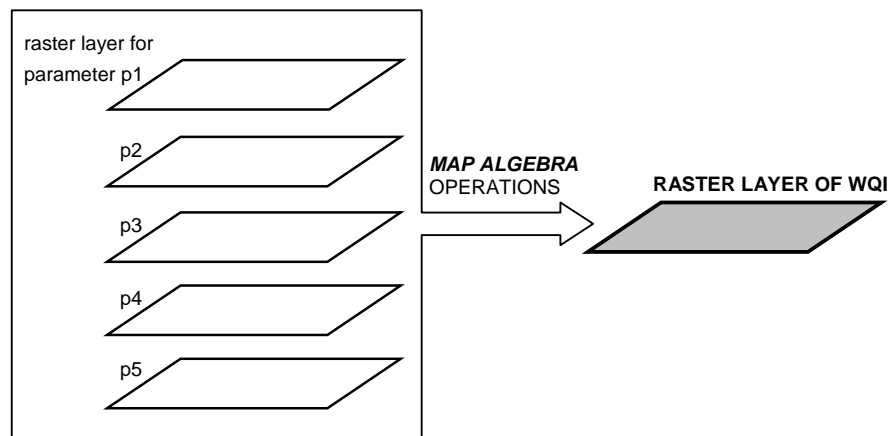 raster layer for
parameter p1
p2
p3
p4
p5
MAP ALGEBRA
OPERATIONS
RASTER LAYER OF WQI